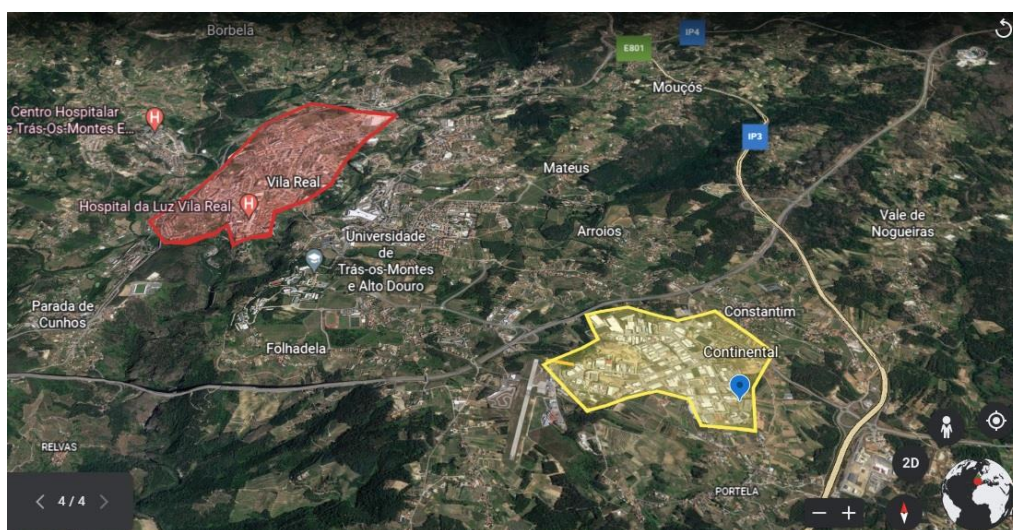 Borbela
IP4
E801
Mouçós
Centro Hospitalar
e Trás-Os-Montes E...
H
IP3
Mateus
Vila Real
Hospital da Luz Vila Real
H
Vale de
Nogueiras
Arroios
Universidade
de
Trás-os-Montes
e Alto Douro
Parada de
Cunhos
Constantim
Folhadela
Continental
RELVAS
2D
4/4
PORTELA